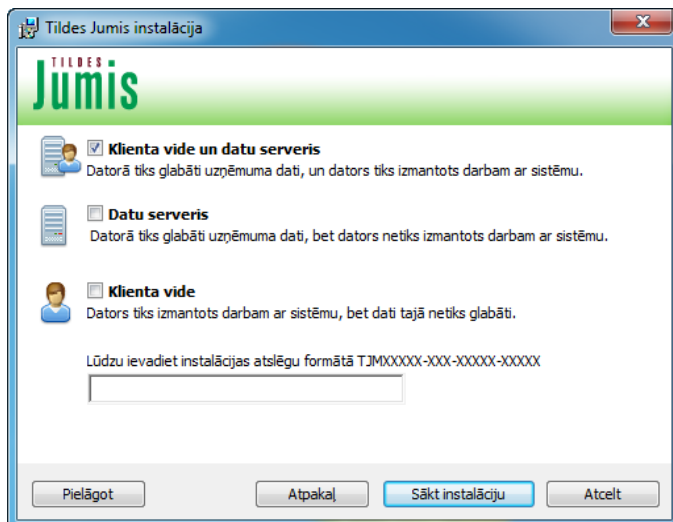 Tildes Jumis instalācija
TILDES
Jumis
Klienta vide un datu serveris
Datorā tiks glabāti uzņēmuma dati, un dators tiks izmantots darbam ar sistēmu.
Datu serveris
Datorā tiks glabāti uzņēmuma dati, bet dators netiks izmantots darbam ar sistēmu.
Klienta vide
Dators tiks izmantots darbam ar sistēmu, bet dati tajā netiks glabāti.
Lūdzu ievadiet instalācijas atslēgu formātā TJMXXXXX-XXX-XXXXX-XXXXX
Pielāgot Atpakaļ Sākt instalāciju Atcelt